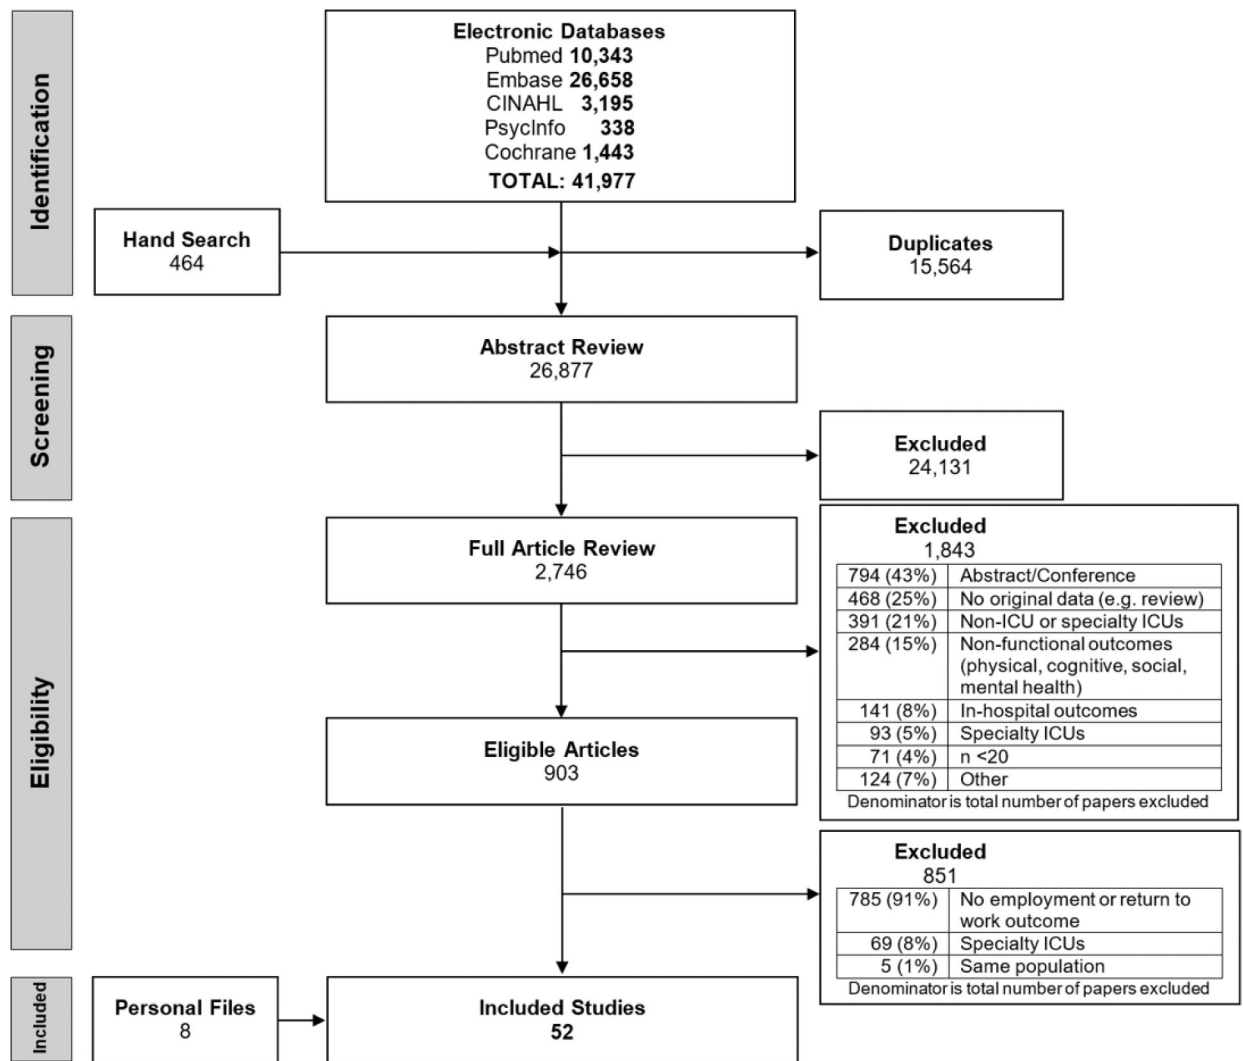 Identification
Electronic Databases
Pubmed 10,343
Embase 26,658
CINAHL 3,195
PsycInfo 338
Cochrane 1,443
TOTAL: 41,977
Hand Search
464
Duplicates
15,564
Screening
Abstract Review
26,877
Excluded
24,131
Eligibility
Full Article Review
2,746
Excluded
1,843
794 (43%) Abstract/Conference
468 (25%) No original data (e.g. review)
391 (21%) Non-ICU or specialty ICUs
284 (15%) Non-functional outcomes
(physical, cognitive, social,
mental health)
141 (8%) In-hospital outcomes
93 (5%) Specialty ICUs
71 (4%) n <20
124 (7%) Other
Denominator is total number of papers excluded
Eligible Articles
903
Excluded
851
785 (91%) No employment or return to
work outcome
69 (8%) Specialty ICUs
5 (1%) Same population
Denominator is total number of papers excluded
Included
Personal Files
8
Included Studies
52